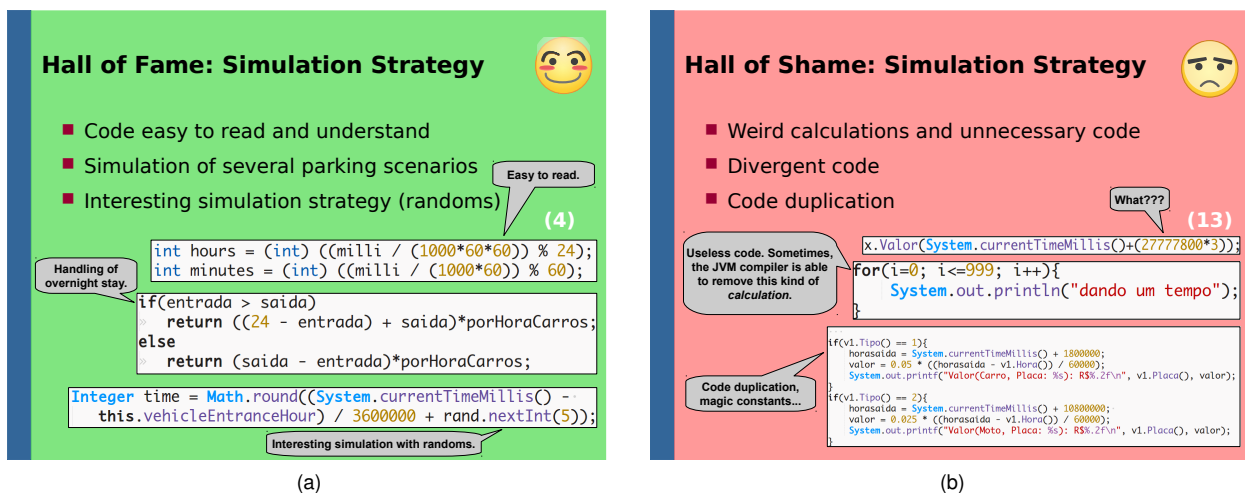 Hall of Fame: Simulation Strategy
Code easy to read and understand
Simulation of several parking scenarios
Interesting simulation strategy (randoms)
Easy to read.
(4)
int hours = (int) ((milli / (1000*60*60)) % 24);
int minutes = (int) ((milli / (1000*60)) % 60);
Handling of
overnight stay.
if(entrada > saida)
» return ((24 - entrada) + saida)*porHoraCarros;
else
» return (saida - entrada)*porHoraCarros;
Integer time = Math.round((System.currentTimeMillis() -
this.vehicleEntranceHour) / 3600000 + rand.nextInt(5));
Interesting simulation with randoms.
(a)
Hall of Shame: Simulation Strategy
Weird calculations and unnecessary code
Divergent code
Code duplication
What???
(13)
x.Valor(System.currentTimeMillis()+(27777800*3));
Useless code. Sometimes,
the JVM compiler is able
to remove this kind of
calculation.
for(i=0; i<=999; i++){
System.out.println("dando um tempo");
}
Code duplication,
magic constants...
if(v1.Tipo() == 1){
horasaida = System.currentTimeMillis() + 1800000;
valor = 0.05 * ((horasaida - v1.Hora()) / 60000);
System.out.printf("Valor(Carro, Placa: %s): R$%.2f\n", v1.Placa(), valor);
}
if(v1.Tipo() == 2){
horasaida = System.currentTimeMillis() + 10800000;
valor = 0.025 * ((horasaida - v1.Hora()) / 60000);
System.out.printf("Valor(Moto, Placa: %s): R$%.2f\n", v1.Placa(), valor);
}
(b)